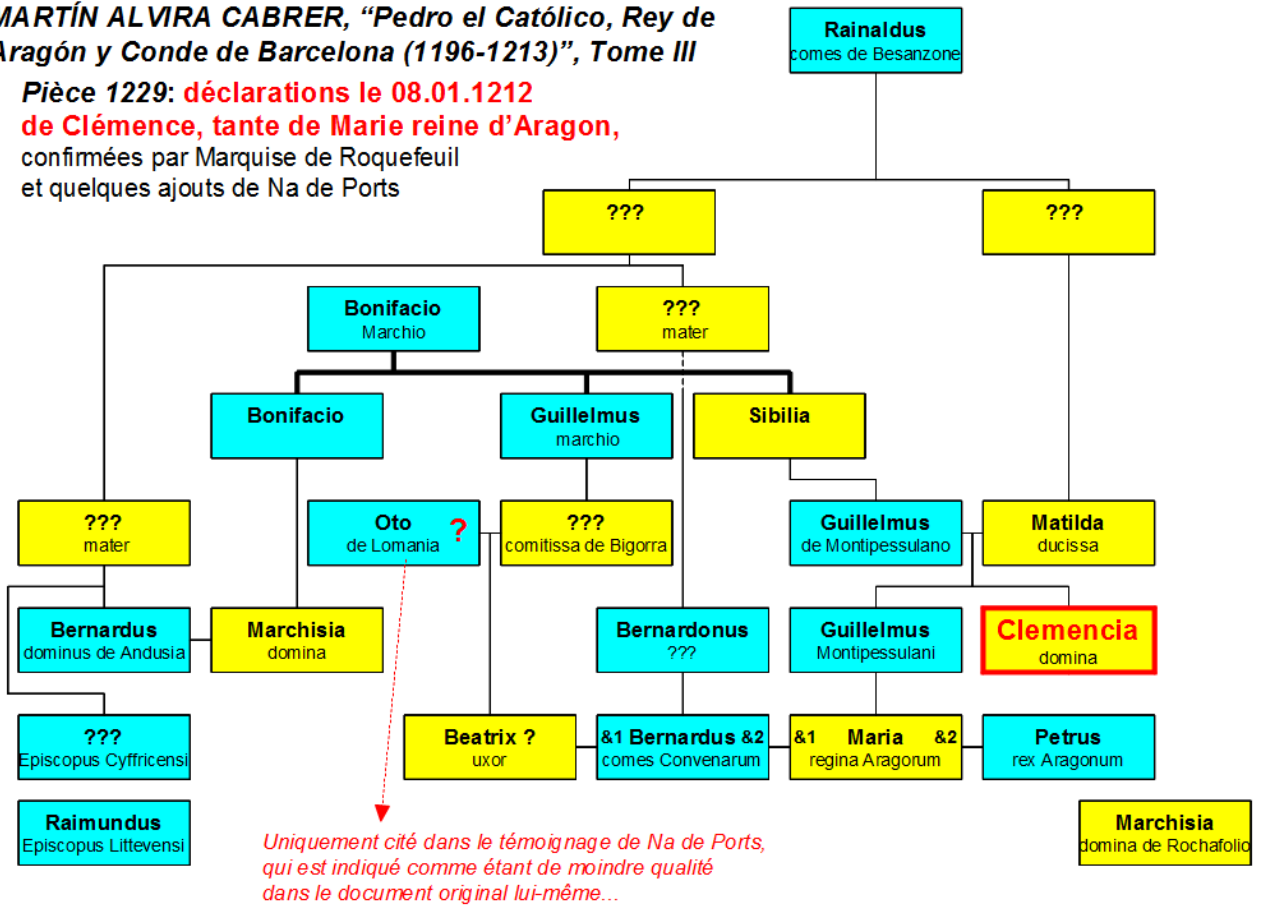 MARTÍN ALVIRA CABRER, “Pedro el Católico, Rey de
Aragón y Conde de Barcelona (1196-1213)”, Tome III
Pièce 1229: déclarations le 08.01.1212
de Clémence, tante de Marie reine d’Aragon,
confirmées par Marquise de Roquefeuil
et quelques ajouts de Na de Ports
Rainaldus
comes de Besanzone
???
???
Bonifacio
Marchio
???
mater
Bonifacio
Guillelmus
marchio
Sibilia
???
mater
Oto ?
de Lomania
???
comitissa de Bigorra
Guillelmus
de Montipessulano
Matilda
ducissa
Bernardus
dominus de Andusia
Marchisia
domina
Bernardonus
???
Guillelmus
Montipessulani
Clemencia
domina
???
Episcopus Cyffricensi
Beatrix ?
uxor
&1 Bernardus &2
comes Convenarum
&1 Maria &2
regina Aragorum
Petrus
rex Aragonum
Raimundus
Episcopus Littevensi
Marchisia
domina de Rochafolio
Uniquement cité dans le témoignage de Na de Ports,
qui est indiqué comme étant de moindre qualité
dans le document original lui-même...